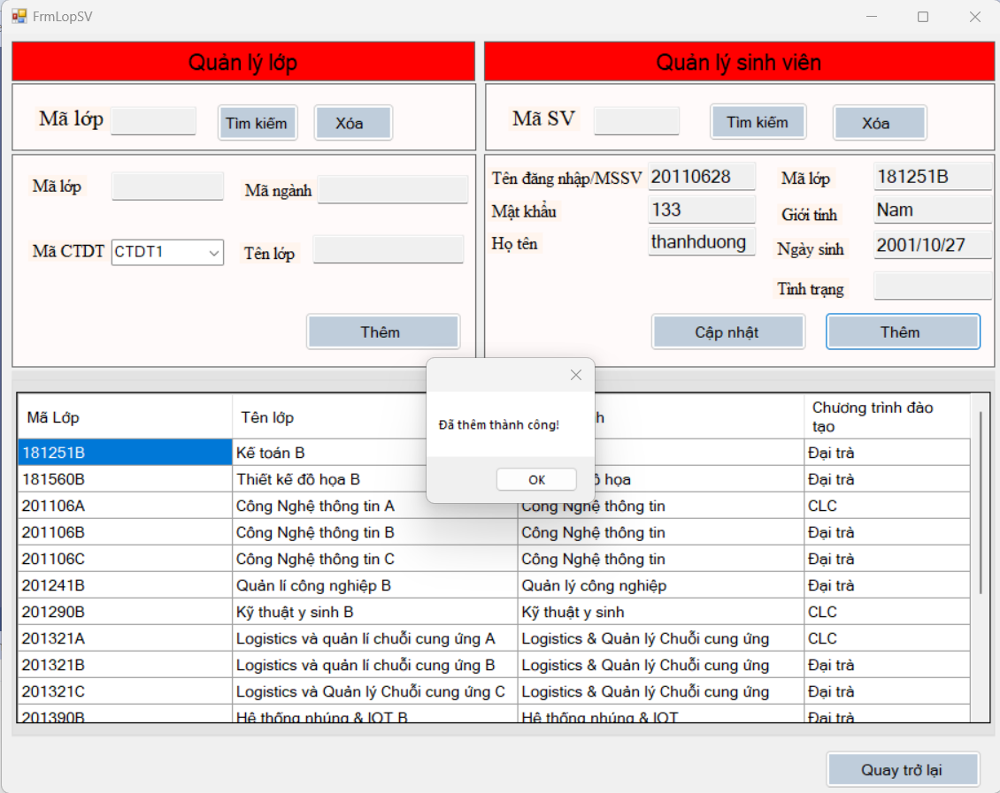 FrmLopSV
Quản lý lớp
Quản lý sinh viên
Mã lớp
Tìm kiếm
Xóa
Mã SV
Tìm kiếm
Xóa
Mã lớp
Mã ngành
Mã CTDT CTDT1
Tên lớp
Thêm
Tên đăng nhập/MSSV 20110628
Mã lớp 181251B
Mật khẩu 133
Giới tính Nam
Họ tên thanhduong
Ngày sinh 2001/10/27
Tình trạng
Cập nhật
Thêm
Đã thêm thành công!
OK
Mã Lớp Tên lớp h Chương trình đào
tạo
181251B Kế toán B Đại trà
181560B Thiết kế đồ họa B họa Đại trà
201106A Công Nghệ thông tin A Công Nghệ thông tin CLC
201106B Công Nghệ thông tin B Công Nghệ thông tin Đại trà
201106C Công Nghệ thông tin C Công Nghệ thông tin Đại trà
201241B Quản lí công nghiệp B Quản lý công nghiệp Đại trà
201290B Kỹ thuật y sinh B Kỹ thuật y sinh CLC
201321A Logistics và quản lí chuỗi cung ứng A Logistics & Quản lý Chuỗi cung ứng CLC
201321B Logistics và quản lí chuỗi cung ứng B Logistics & Quản lý Chuỗi cung ứng Đại trà
201321C Logistics và Quản lý Chuỗi cung ứng C Logistics & Quản lý Chuỗi cung ứng Đại trà
201390B Hệ thống nhúng & IOT B Hệ thống nhúng & IOT Đại trà
Quay trở lại